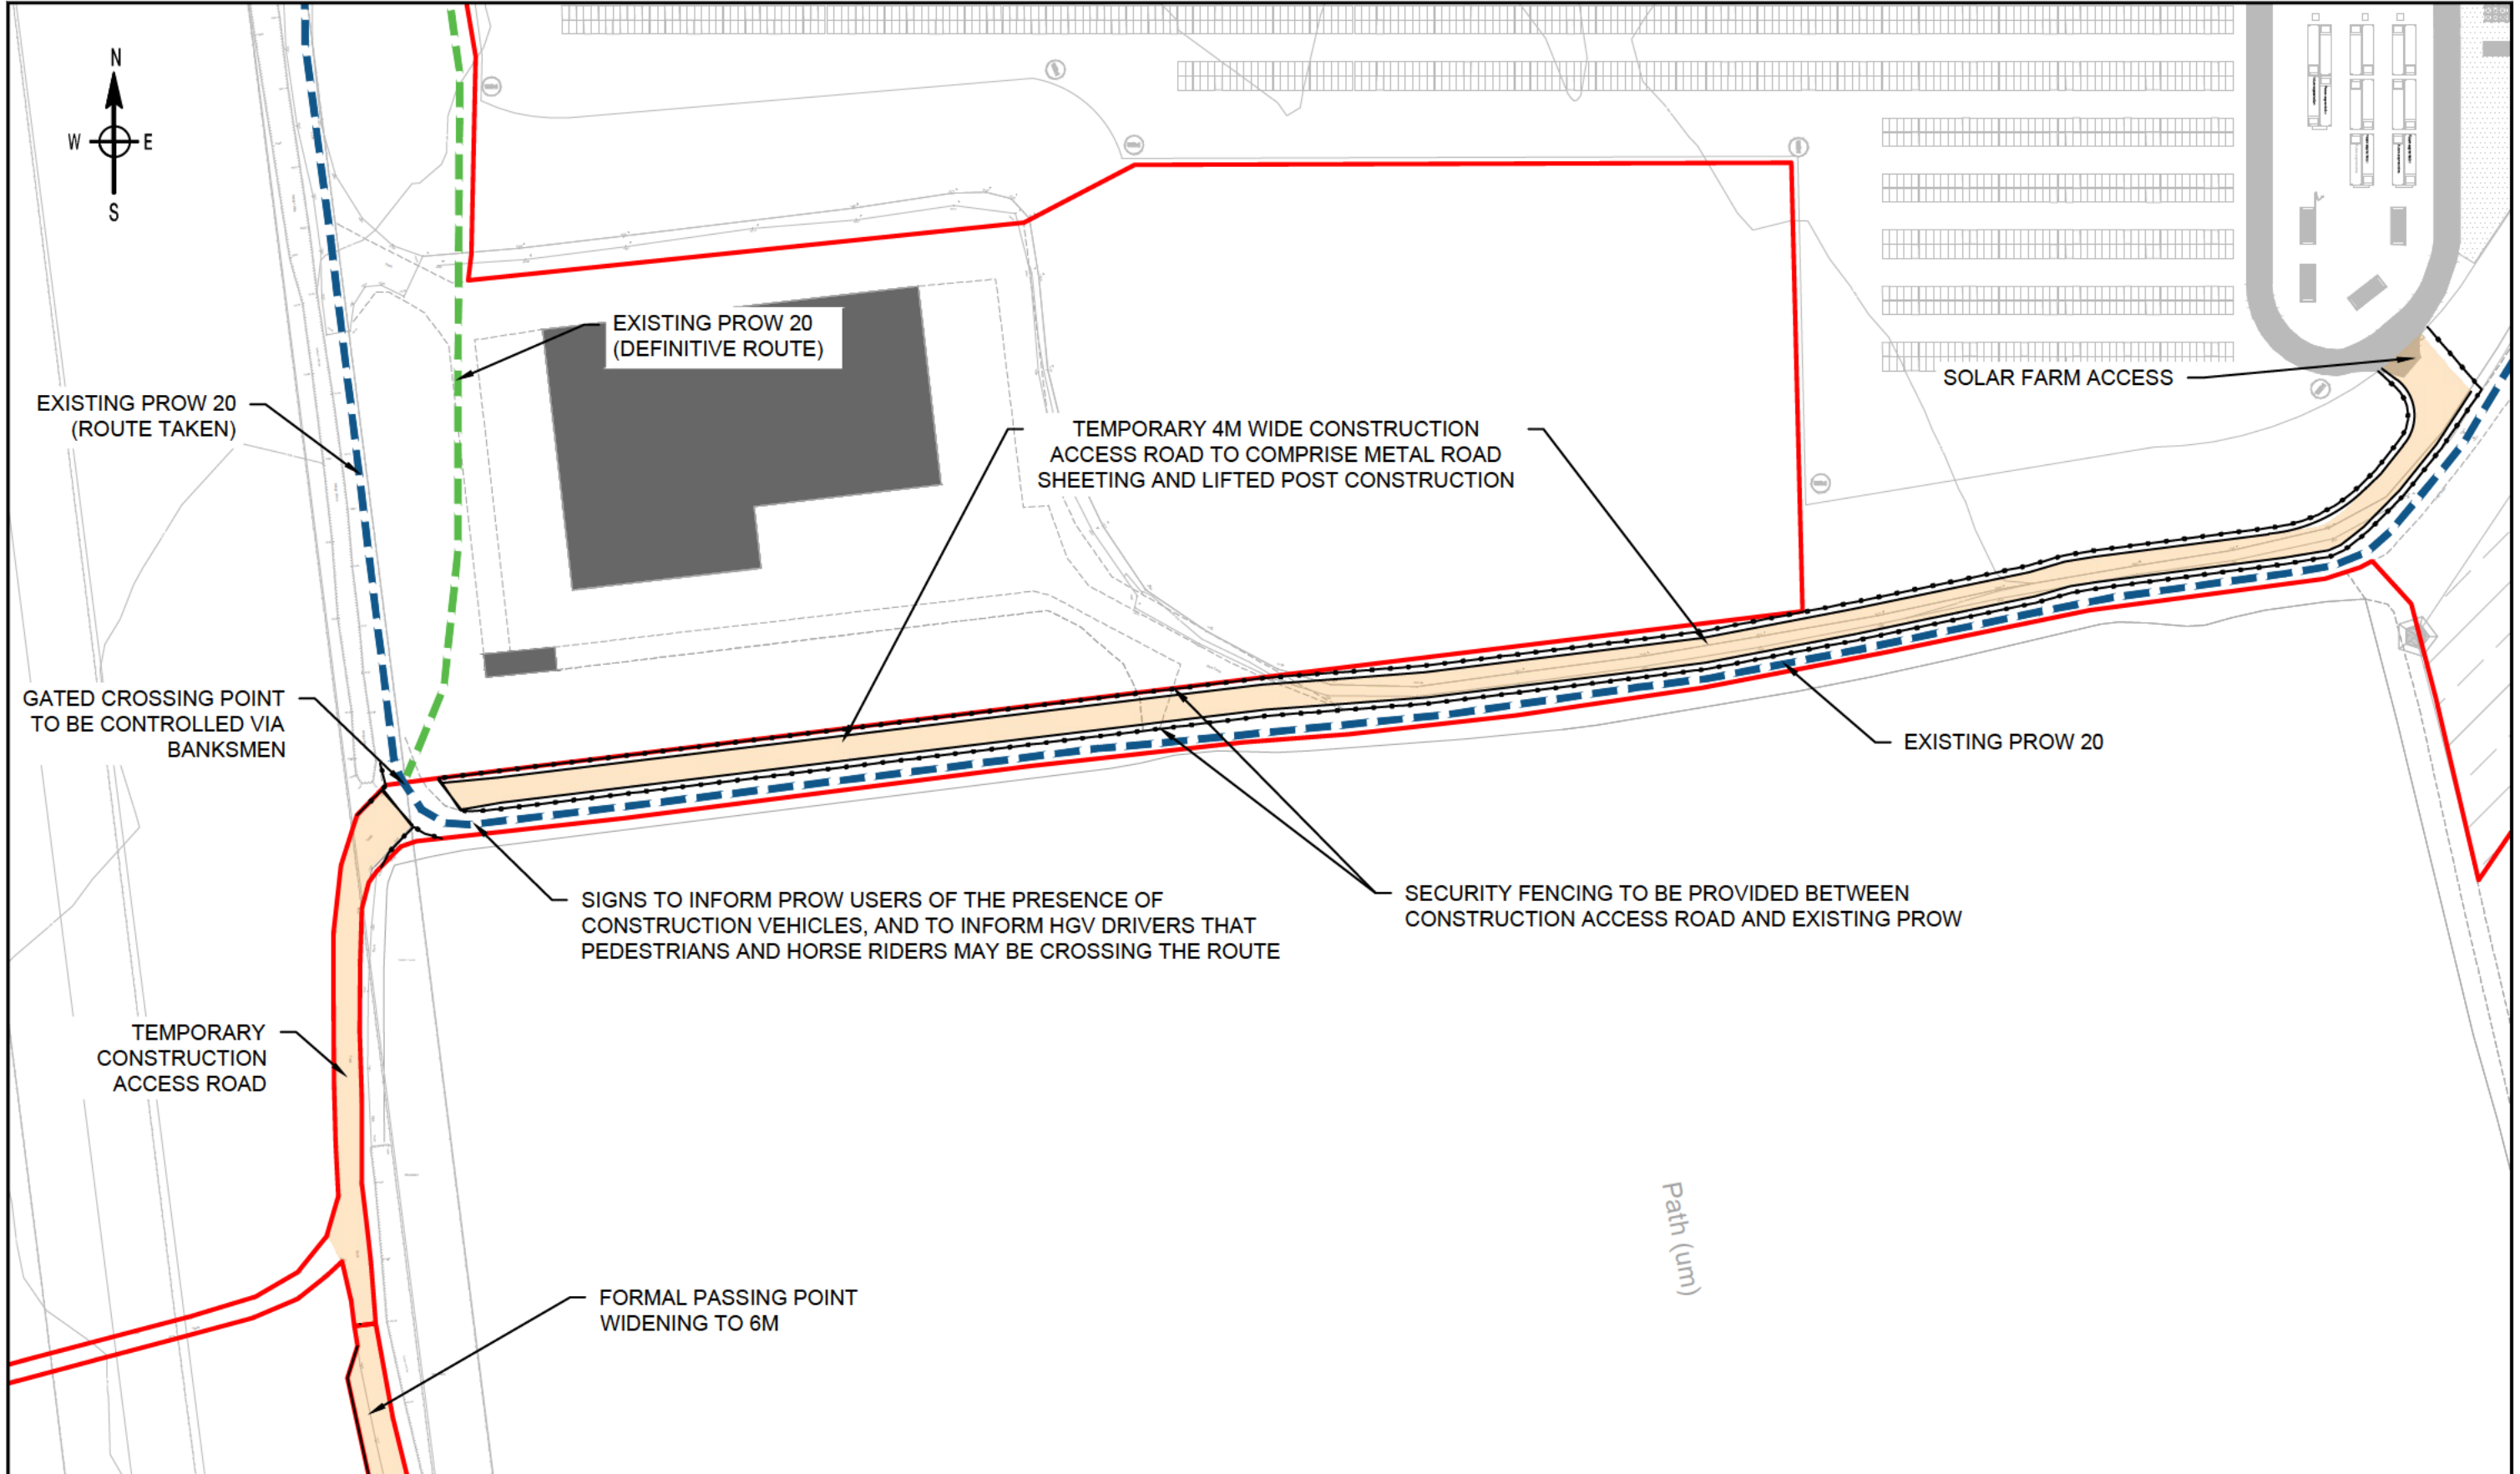 N
W
E
S
EXISTING PROW 20
(DEFINITIVE ROUTE)
EXISTING PROW 20
(ROUTE TAKEN)
SOLAR FARM ACCESS
TEMPORARY 4M WIDE CONSTRUCTION
ACCESS ROAD TO COMPRISE METAL ROAD
SHEETING AND LIFTED POST CONSTRUCTION
GATED CROSSING POINT
TO BE CONTROLLED VIA
BANKSMEN
EXISTING PROW 20
SIGNS TO INFORM PROW USERS OF THE PRESENCE OF
CONSTRUCTION VEHICLES, AND TO INFORM HGV DRIVERS THAT
PEDESTRIANS AND HORSE RIDERS MAY BE CROSSING THE ROUTE
SECURITY FENCING TO BE PROVIDED BETWEEN
CONSTRUCTION ACCESS ROAD AND EXISTING PROW
TEMPORARY
CONSTRUCTION
ACCESS ROAD
Path (um)
FORMAL PASSING POINT
WIDENING TO 6M